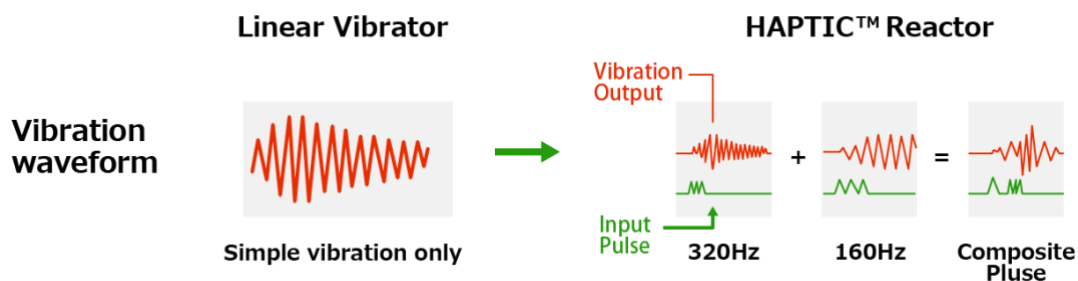 Linear Vibrator
HAPTIC™ Reactor
Vibration
waveform
Vibration
Output
+
=
Input
Pulse
Simple vibration only
320Hz
160Hz
Composite
Pluse